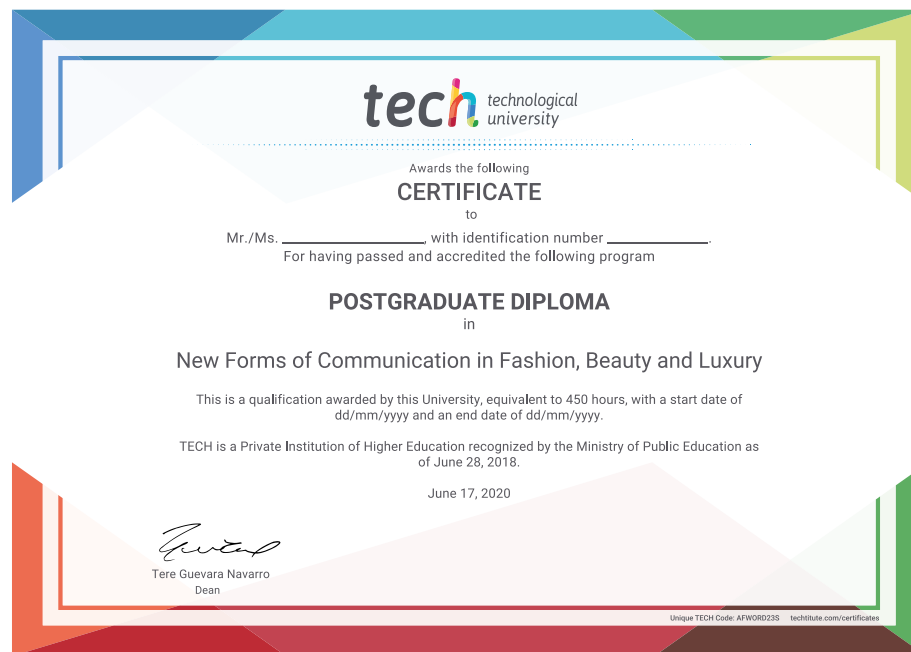 tech technological
university
Awards the following
CERTIFICATE
to
Mr./Ms. ____________________, with identification number ______________.
For having passed and accredited the following program
POSTGRADUATE DIPLOMA
in
New Forms of Communication in Fashion, Beauty and Luxury
This is a qualification awarded by this University, equivalent to 450 hours, with a start date of
dd/mm/yyyy and an end date of dd/mm/yyyy.
TECH is a Private Institution of Higher Education recognized by the Ministry of Public Education as
of June 28, 2018.
June 17, 2020
Tere Guevara Navarro
Dean
Unique TECH Code: AFWORD23S techtitute.com/certificates